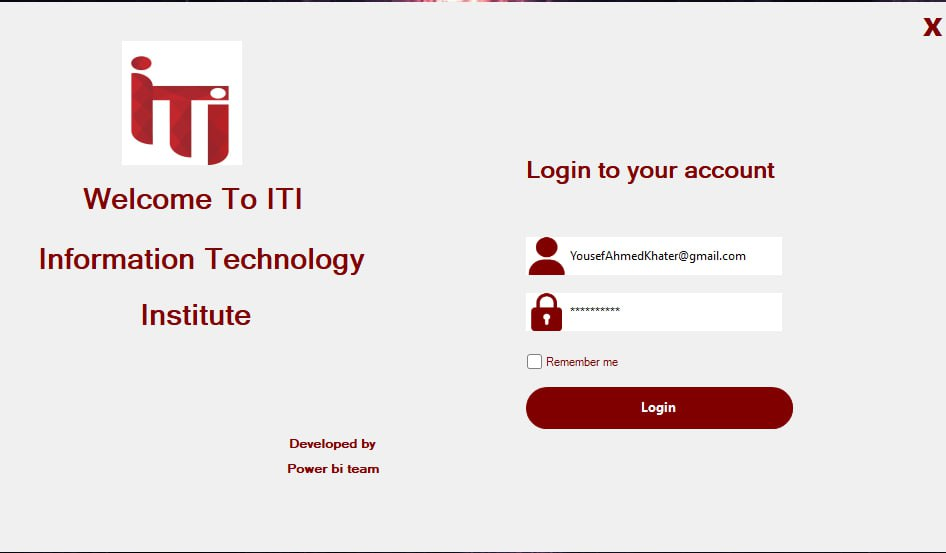 X
iTi
Welcome To ITI
Information Technology
Institute
Developed by
Power bi team
Login to your account
YousefAhmedKhater@gmail.com
**********
Remember me
Login